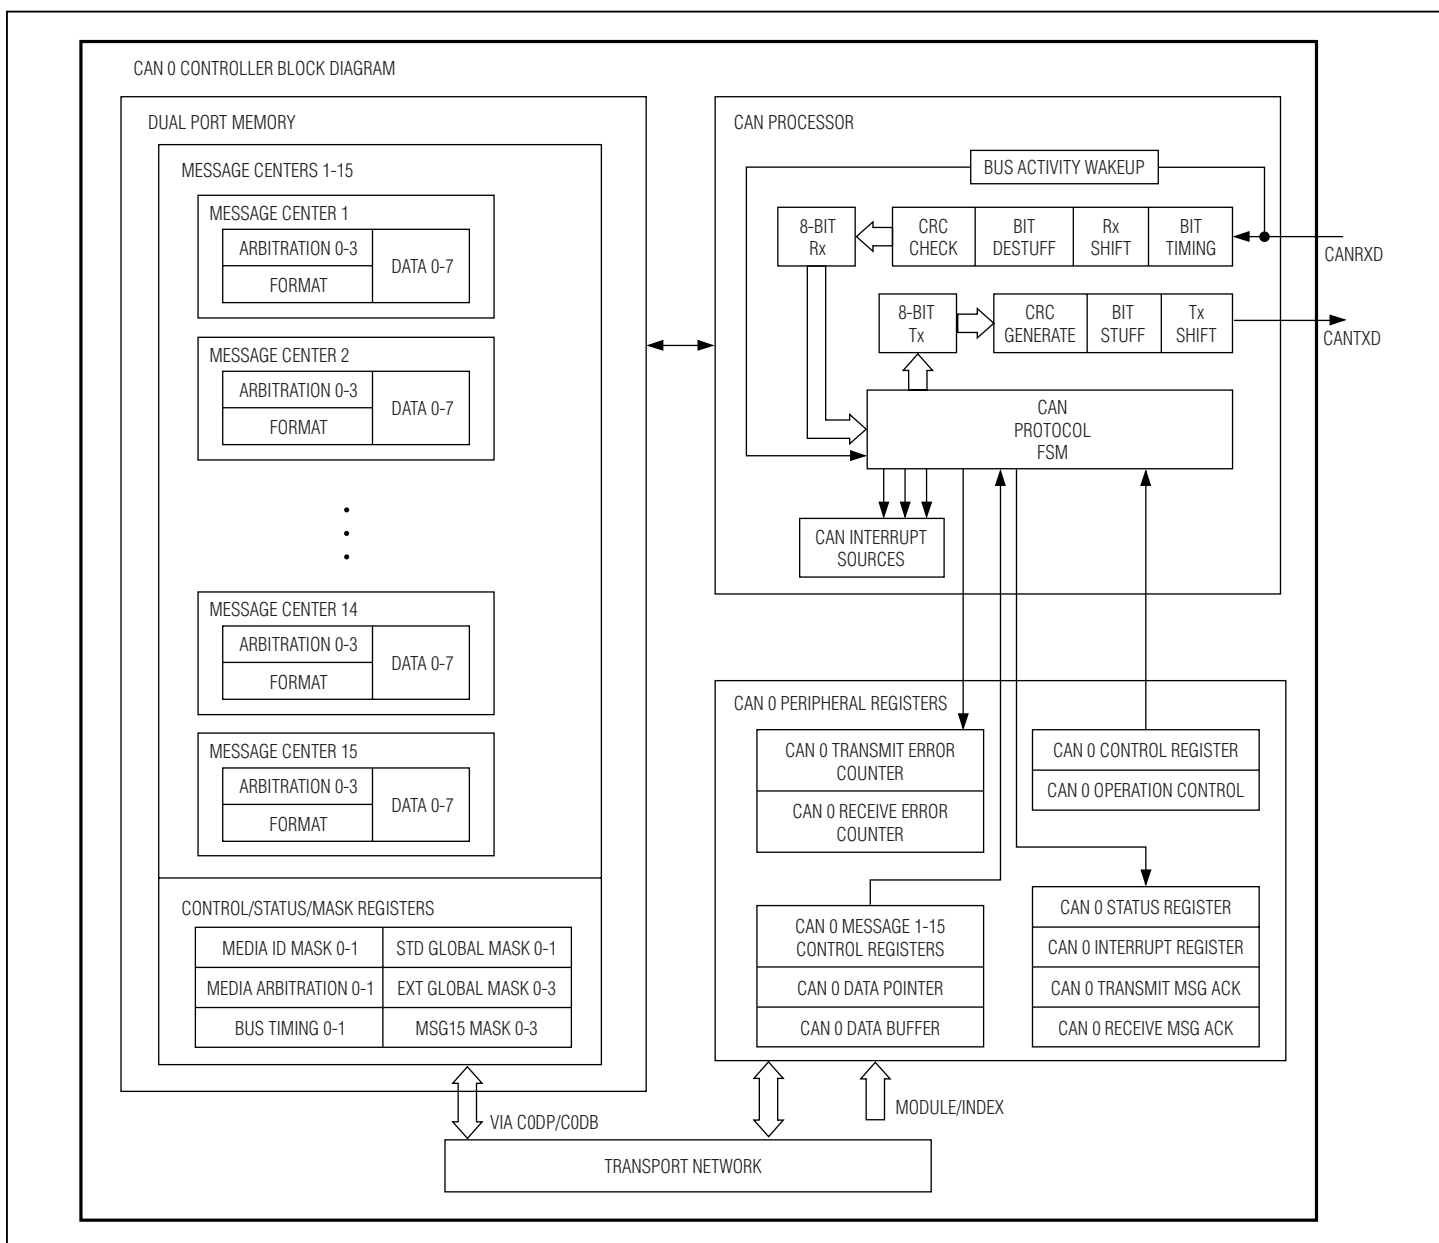 CAN 0 CONTROLLER BLOCK DIAGRAM
DUAL PORT MEMORY
MESSAGE CENTERS 1-15
MESSAGE CENTER 1
ARBITRATION 0-3
FORMAT
DATA 0-7
MESSAGE CENTER 2
ARBITRATION 0-3
FORMAT
DATA 0-7
MESSAGE CENTER 14
ARBITRATION 0-3
FORMAT
DATA 0-7
MESSAGE CENTER 15
ARBITRATION 0-3
FORMAT
DATA 0-7
CONTROL/STATUS/MASK REGISTERS
MEDIA ID MASK 0-1
STD GLOBAL MASK 0-1
MEDIA ARBITRATION 0-1
EXT GLOBAL MASK 0-3
BUS TIMING 0-1
MSG15 MASK 0-3
VIA C0DP/C0DB
TRANSPORT NETWORK
CAN PROCESSOR
BUS ACTIVITY WAKEUP
8-BIT
Rx
CRC
CHECK
BIT
DESTUFF
Rx
SHIFT
BIT
TIMING
CANRXD
8-BIT
Tx
CRC
GENERATE
BIT
STUFF
Tx
SHIFT
CANTXD
CAN
PROTOCOL
FSM
CAN INTERRUPT
SOURCES
CAN 0 PERIPHERAL REGISTERS
CAN 0 TRANSMIT ERROR
COUNTER
CAN 0 RECEIVE ERROR
COUNTER
CAN 0 CONTROL REGISTER
CAN 0 OPERATION CONTROL
CAN 0 MESSAGE 1-15
CONTROL REGISTERS
CAN 0 DATA POINTER
CAN 0 DATA BUFFER
CAN 0 STATUS REGISTER
CAN 0 INTERRUPT REGISTER
CAN 0 TRANSMIT MSG ACK
CAN 0 RECEIVE MSG ACK
MODULE/INDEX